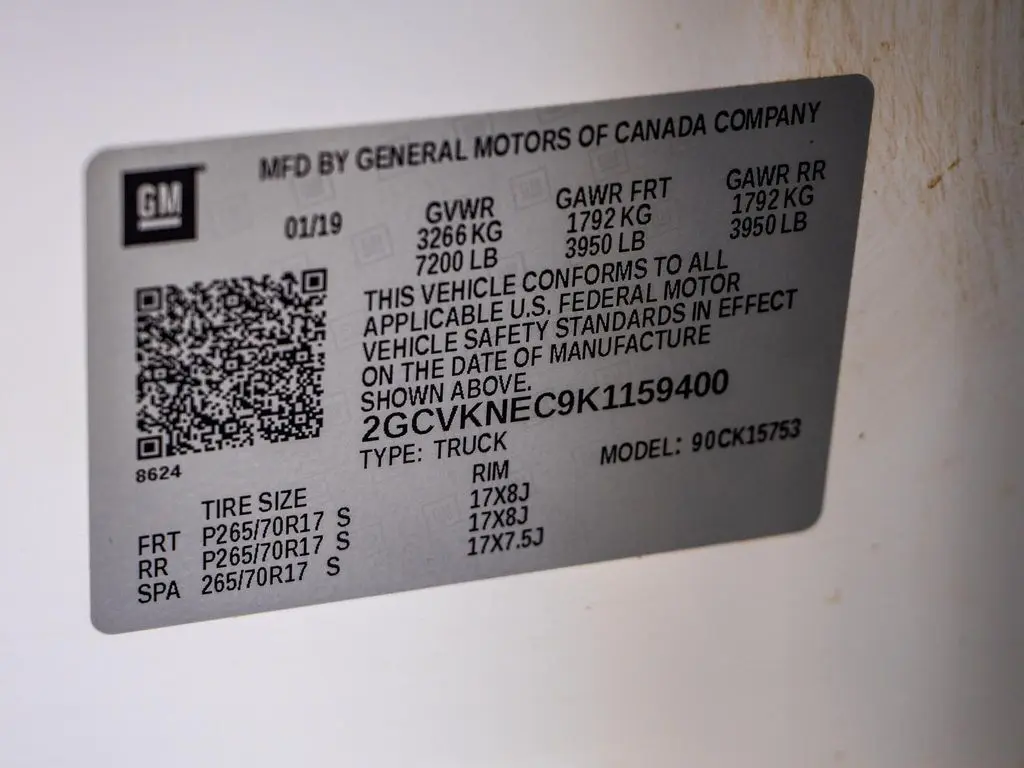 GM
MFD BY GENERAL MOTORS OF CANADA COMPANY
01/19
GVWR
3266 KG
7200 LB
GAWR FRT
1792 KG
3950 LB
GAWR RR
1792 KG
3950 LB
THIS VEHICLE CONFORMS TO ALL
APPLICABLE U.S. FEDERAL MOTOR
VEHICLE SAFETY STANDARDS IN EFFECT
ON THE DATE OF MANUFACTURE
SHOWN ABOVE.
2GCVKNEC9K1159400
TYPE: TRUCK
MODEL: 90CK15753
8624
TIRE SIZE RIM
FRT P265/70R17 S 17X8J
RR P265/70R17 S 17X8J
SPA 265/70R17 S 17X7.5J